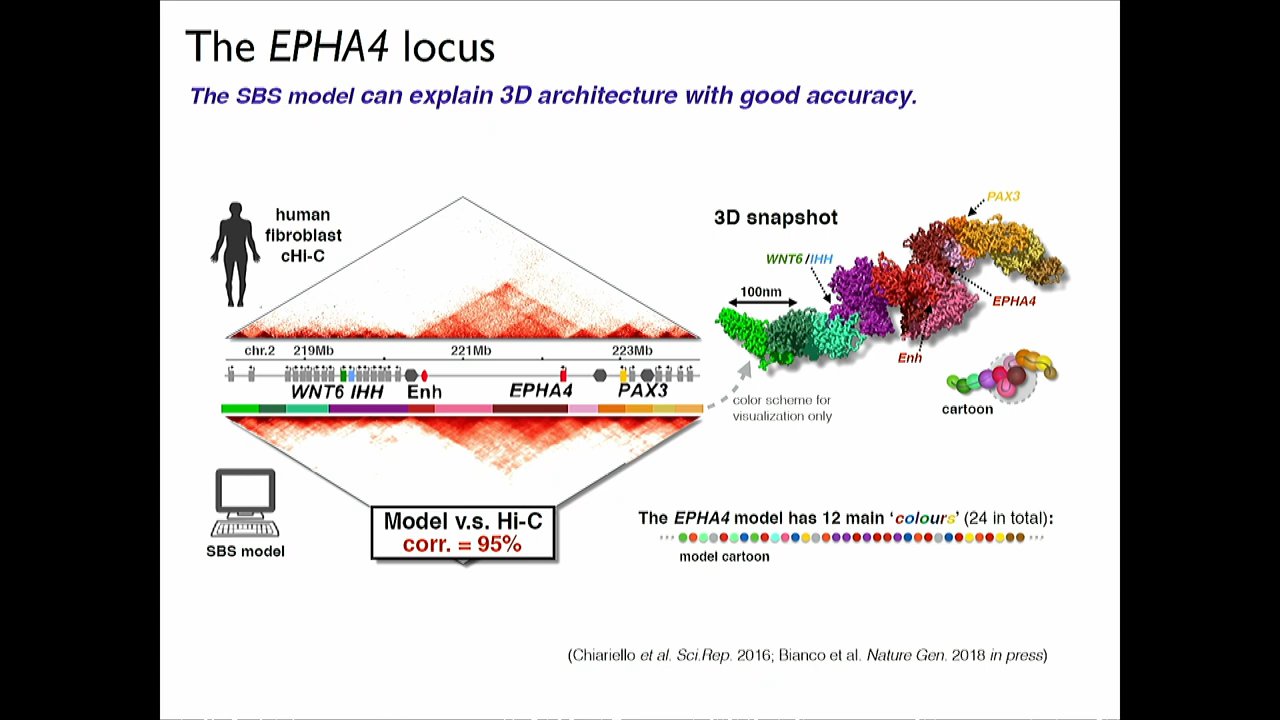 The EPHA4 locus
The SBS model can explain 3D architecture with good accuracy.
human
fibroblast
cHi-C
chr.2 219Mb 221Mb 223Mb
WNT6 IHH Enh EPHA4 PAX3
SBS model
Model v.s. Hi-C
corr. = 95%
3D snapshot
PAX3
WNT6/IHH
100nm
EPHA4
Enh
cartoon
color scheme for
visualization only
The EPHA4 model has 12 main ‘colours’ (24 in total):
model cartoon
(Chiariello et al. Sci.Rep. 2016; Bianco et al. Nature Gen. 2018 in press)